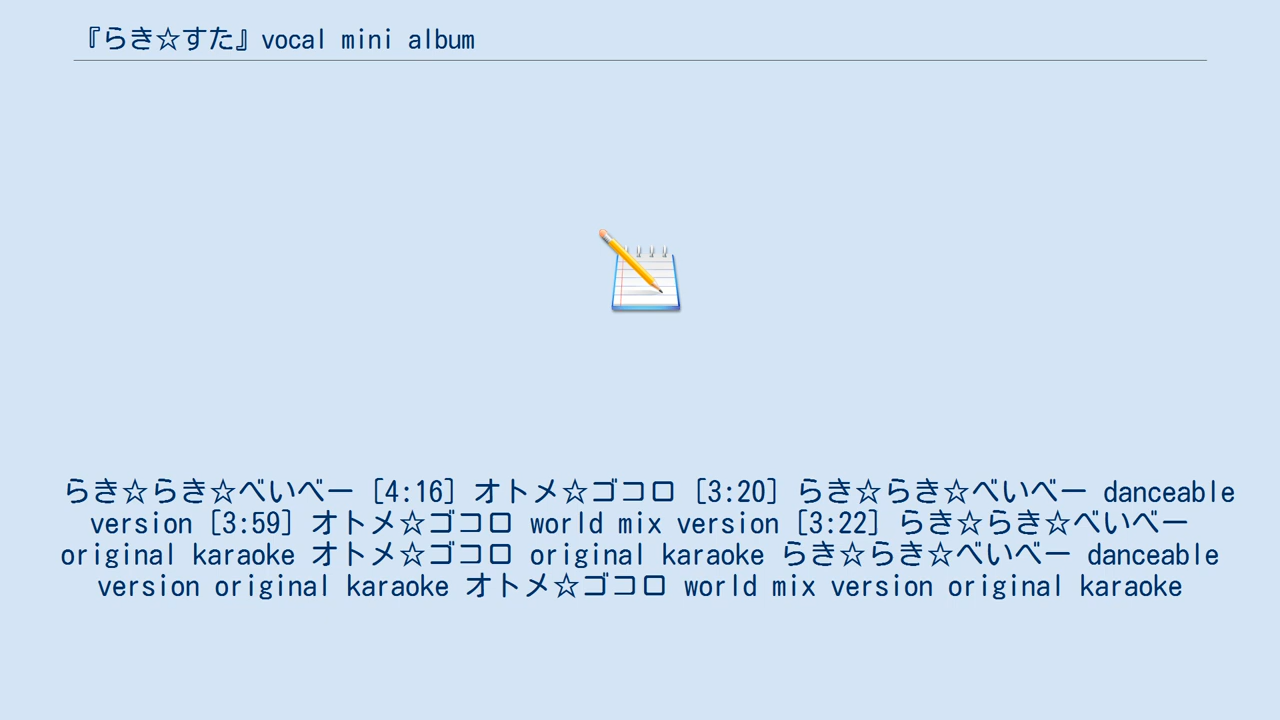 『らき☆すた』vocal mini album
らき☆らき☆べいべー [4:16] オトメ☆ゴコロ [3:20] らき☆らき☆べいべー danceable
version [3:59] オトメ☆ゴコロ world mix version [3:22] らき☆らき☆べいべー
original karaoke オトメ☆ゴコロ original karaoke らき☆らき☆べいべー danceable
version original karaoke オトメ☆ゴコロ world mix version original karaoke